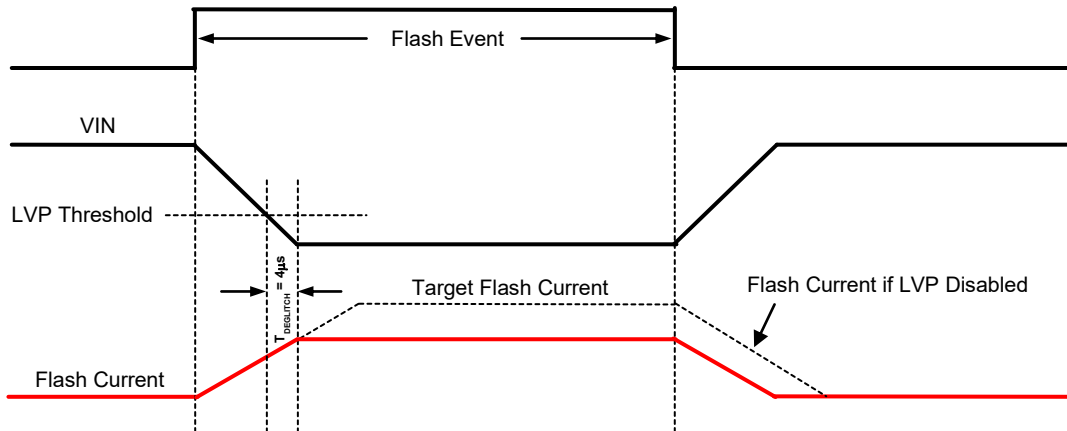 Flash Event
VIN
LVP Threshold
T DEGLITCH = 4µs
Target Flash Current
Flash Current if LVP Disabled
Flash Current